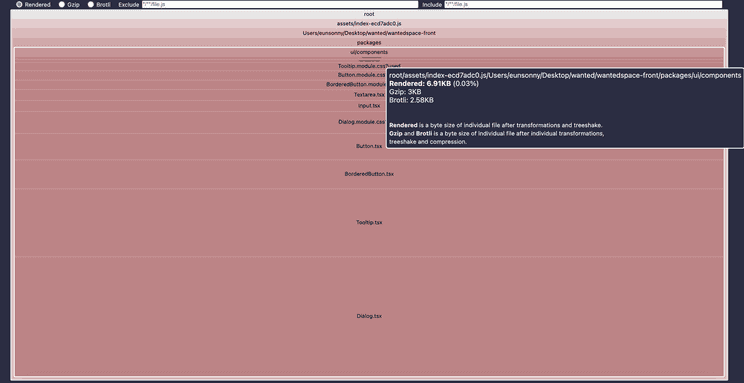 Rendered Gzip Brotli Exclude */**/file.js Include */**/file.js
root
assets/index-ecd7adc0.js
Users/eunsonny/Desktop/wanted/wantedspace-front
packages
ui/components
Tooltip.module.css?used
Button.module.css
BorderedButton.module
Textarea.tsx
input.tsx
Dialog.module.css
Button.tsx
BorderedButton.tsx
Tooltip.tsx
Dialog.tsx
root/assets/index-ecd7adc0.js/Users/eunsonny/Desktop/wanted/wantedspace-front/packages/ui/components
Rendered: 6.91KB (0.03%)
Gzip: 3KB
Brotli: 2.58KB
Rendered is a byte size of individual file after transformations and treeshake.
Gzip and Brotli is a byte size of individual file after individual transformations,
treeshake and compression.